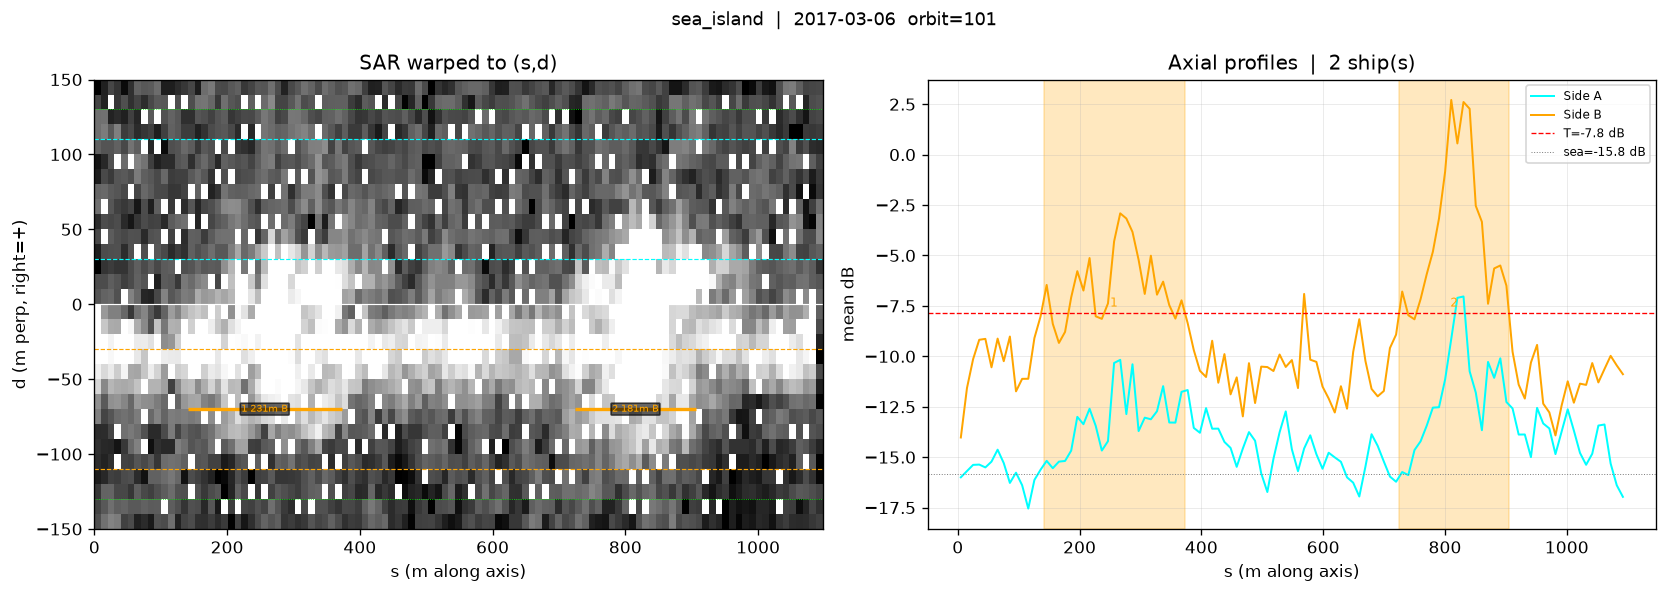 sea_island | 2017-03-06 orbit=101
SAR warped to (s,d)
150
100
50
0
−50
−100
−150
d (m perp, right=+)
1 231m B
2 181m B
0
200
400
600
800
1000
s (m along axis)
Axial profiles | 2 ship(s)
2.5
0.0
−2.5
−5.0
−7.5
−10.0
−12.5
−15.0
−17.5
mean dB
1
2
Side A
Side B
T=-7.8 dB
sea=-15.8 dB
0
200
400
600
800
1000
s (m along axis)